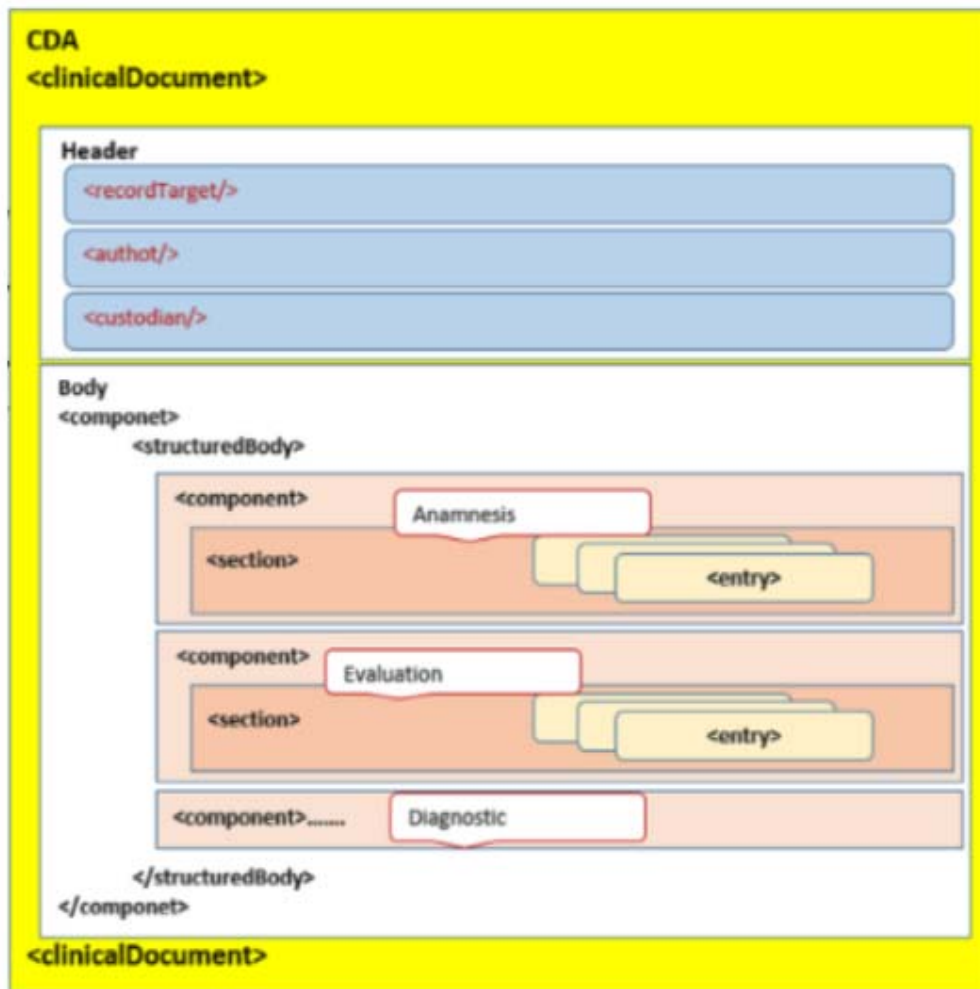 CDA
<clinicalDocument>
Header
<recordTarget/>
<authot/>
<custodian/>
Body
<componet>
<structuredBody>
<component>
Anamnesis
<section>
<entry>
<component>
Evaluation
<section>
<entry>
<component>.......
Diagnostic
</structuredBody>
</componet>
<clinicalDocument>